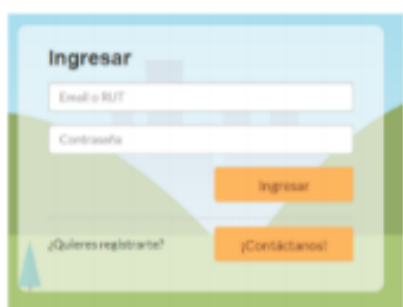 Ingresar
Email o RUT
Contraseña
Ingresar
¿Quieres registrarte?
¡Contáctanos!